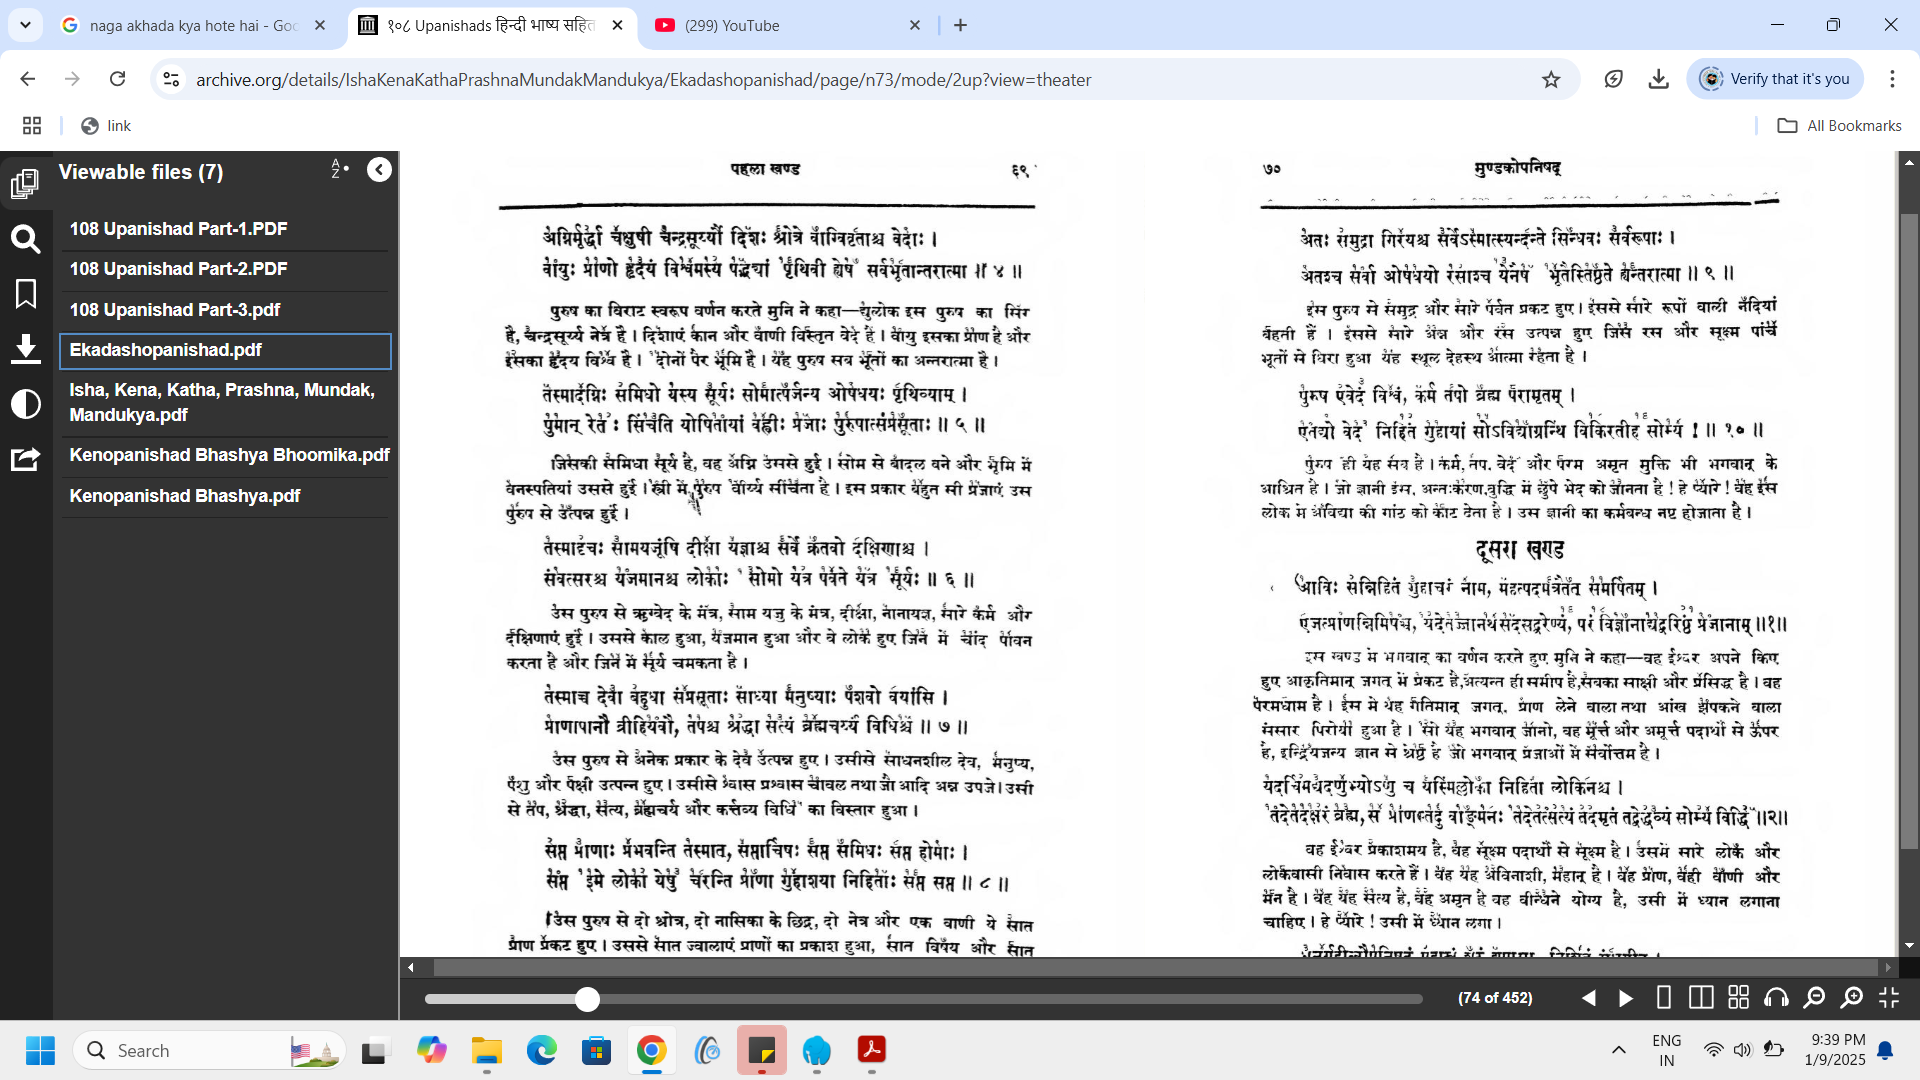 naga akhada kya hote hai - Goo
१०८ Upanishads हिन्दी भाष्य सहित
(299) YouTube
archive.org/details/IshaKenaKathaPrashnaMundakMandukya/Ekadashopanishad/page/n73/mode/2up?view=theater
Verify that it's you
link
All Bookmarks
Viewable files (7)
108 Upanishad Part-1.PDF
108 Upanishad Part-2.PDF
108 Upanishad Part-3.pdf
Ekadashopanishad.pdf
Isha, Kena, Katha, Prashna, Mundak,
Mandukya.pdf
Kenopanishad Bhashya Bhoomika.pdf
Kenopanishad Bhashya.pdf
पहला खण्ड ६९
अग्निर्मूर्द्धा चक्षुषी चन्द्रसूर्य्यौ दिशः श्रोत्रे वाग्विवृताश्च वेदाः ।
वायुः प्राणो हृदयं विश्वमस्य पद्भ्यां पृथिवी ह्येष सर्वभूतान्तरात्मा ॥ ४ ॥
पुरुष का विराट स्वरूप वर्णन करते मुनि ने कहा—द्युलोक इस पुरुष का सिर
है, चन्द्रसूर्य्य नेत्र है । दिशाएं कान और वाणी विस्तृत वेद हैं । वायु इसका प्राण है और
इसका हृदय विश्व है । दोनों पैर भूमि है । यह पुरुष सब भूतों का अन्तरात्मा है ।
तस्मादग्निः समिधो यस्य सूर्यः सोमात्पर्जन्य ओषधयः पृथिव्याम् ।
पुमान् रेतः सिंचति योषितायां बह्वीः प्रजाः पुरुषात्संप्रसूताः ॥ ५ ॥
जिसकी समिधा सूर्य है, वह अग्नि उससे हुई । सोम से बादल बने और भूमि में
वनस्पतियां उससे हुई । स्त्री में पुरुष वीर्य्य सींचता है । इस प्रकार बहुत सी प्रजाएं उस
पुरुष से उत्पन्न हुई ।
तस्मादृचः सामयजूंषि दीक्षा यज्ञाश्च सर्वे क्रतवो दक्षिणाश्च ।
संवत्सरश्च यजमानश्च लोकाः सोमो यत्र पवते यत्र सूर्यः ॥ ६ ॥
उस पुरुष से ऋग्वेद के मंत्र, साम यजु के मंत्र, दीक्षा, नानायज्ञ, सारे कर्म और
दक्षिणाएं हुई । उससे काल हुआ, यजमान हुआ और वे लोक हुए जिन में चांद पावन
करता है और जिन में सूर्य चमकता है ।
तस्माच्च देवा बहुधा संप्रसूताः साध्या मनुष्याः पशवो वयांसि ।
प्राणापानौ व्रीहियवौ, तपश्च श्रद्धा सत्यं ब्रह्मचर्य्यं विधिश्च ॥ ७ ॥
उस पुरुष से अनेक प्रकार के देव उत्पन्न हुए । उसीसे साधनशील देव, मनुष्य,
पशु और पक्षी उत्पन्न हुए । उसीसे श्वास प्रश्वास चावल तथा जौ आदि अन्न उपजे। उसी
से तप, श्रद्धा, सत्य, ब्रह्मचर्य और कर्त्तव्य विधि का विस्तार हुआ ।
सप्त प्राणाः प्रभवन्ति तस्मात्, सप्तार्चिषः सप्त समिधः सप्त होमाः ।
सप्त इमे लोका येषु चरन्ति प्राणा गुहाशया निहिताः सप्त सप्त ॥ ८ ॥
उस पुरुष से दो श्रोत्र, दो नासिका के छिद्र, दो नेत्र और एक वाणी ये सात
प्राण प्रकट हुए । उससे सात ज्वालाएं प्राणों का प्रकाश हुआ, सात विषय और सात
७० मुण्डकोपनिषद्
अतः समुद्रा गिरयश्च सर्वेऽस्मात्स्यन्दन्ते सिन्धवः सर्वरूपाः ।
अतश्च सर्वा ओषधयो रसाश्च येनैष भूतैस्तिष्ठते ह्यन्तरात्मा ॥ ९ ॥
इस पुरुष से समुद्र और सारे पर्वत प्रकट हुए । इससे सारे रूपों वाली नदियां
बहती हैं । इससे सारे अन्न और रस उत्पन्न हुए जिस रस और सूक्ष्म पांचे
भूतों से घिरा हुआ यह स्थूल देहस्थ आत्मा रहता है ।
पुरुष एवेदं विश्वं, कर्म तपो ब्रह्म परामृतम् ।
एतद्यो वेद निहितं गुहायां सोऽविद्याग्रन्थिं विकिरतीह सोम्य ! ॥ १० ॥
पुरुष ही यह सब है । कर्म, तप, वेद और परम अमृत मुक्ति भी भगवान् के
आश्रित है । जो ज्ञानी इस, अन्तःकरण,बुद्धि में छुपे भेद को जानता है ! हे प्यारे ! वह इस
लोक में अविद्या की गांठ को काट देता है । उस ज्ञानी का कर्मबन्ध नष्ट होजाता है ।
दूसरा खण्ड
आविः संनिहितं गुहाचरं नाम, महत्पदमत्रैतत् समर्पितम् ।
एजत्प्राणन्निमिषच्च, यदेतज्जानथ सदसद्वरेण्यं, परं विज्ञानाद्यद्वरिष्ठं प्रजानाम् ॥१॥
इस खण्ड में भगवान् का वर्णन करते हुए मुनि ने कहा—वह ईश्वर अपने किए
हुए आकृतिमान् जगत् में प्रकट है,अत्यन्त ही समीप है,सबका साक्षी और प्रसिद्ध है । वह
परमधाम है । इस में यह गतिमान् जगत्, प्राण लेने वाला तथा आंख झपकने वाला
संसार पिरोया हुआ है । सो यह भगवान् जानो, वह मूर्त्त और अमूर्त्त पदार्थों से ऊपर
है, इन्द्रियजन्य ज्ञान से श्रेष्ठ है जो भगवान् प्रजाओं में सर्वोत्तम है ।
यदर्चिमद्यदणुभ्योऽणु च यस्मिंल्लोका निहिता लोकिनश्च ।
तदेतदक्षरं ब्रह्म, स प्राणस्तदु वाङ्मनः तदेतत्सत्यं तदमृतं तद्वेद्धव्यं सोम्य विद्धि ॥२॥
वह ईश्वर प्रकाशमय है, वह सूक्ष्म पदार्थों से सूक्ष्म है । उसमें सारे लोक और
लोकवासी निवास करते हैं । वह यह अविनाशी, महान् है । वह प्राण, वही वाणी और
मन है । वह यह सत्य है, वह अमृत है वह वीन्धने योग्य है, उसी में ध्यान लगाना
चाहिए । हे प्यारे ! उसी में ध्यान लगा ।
(74 of 452)
Search
ENG
IN
9:39 PM
1/9/2025